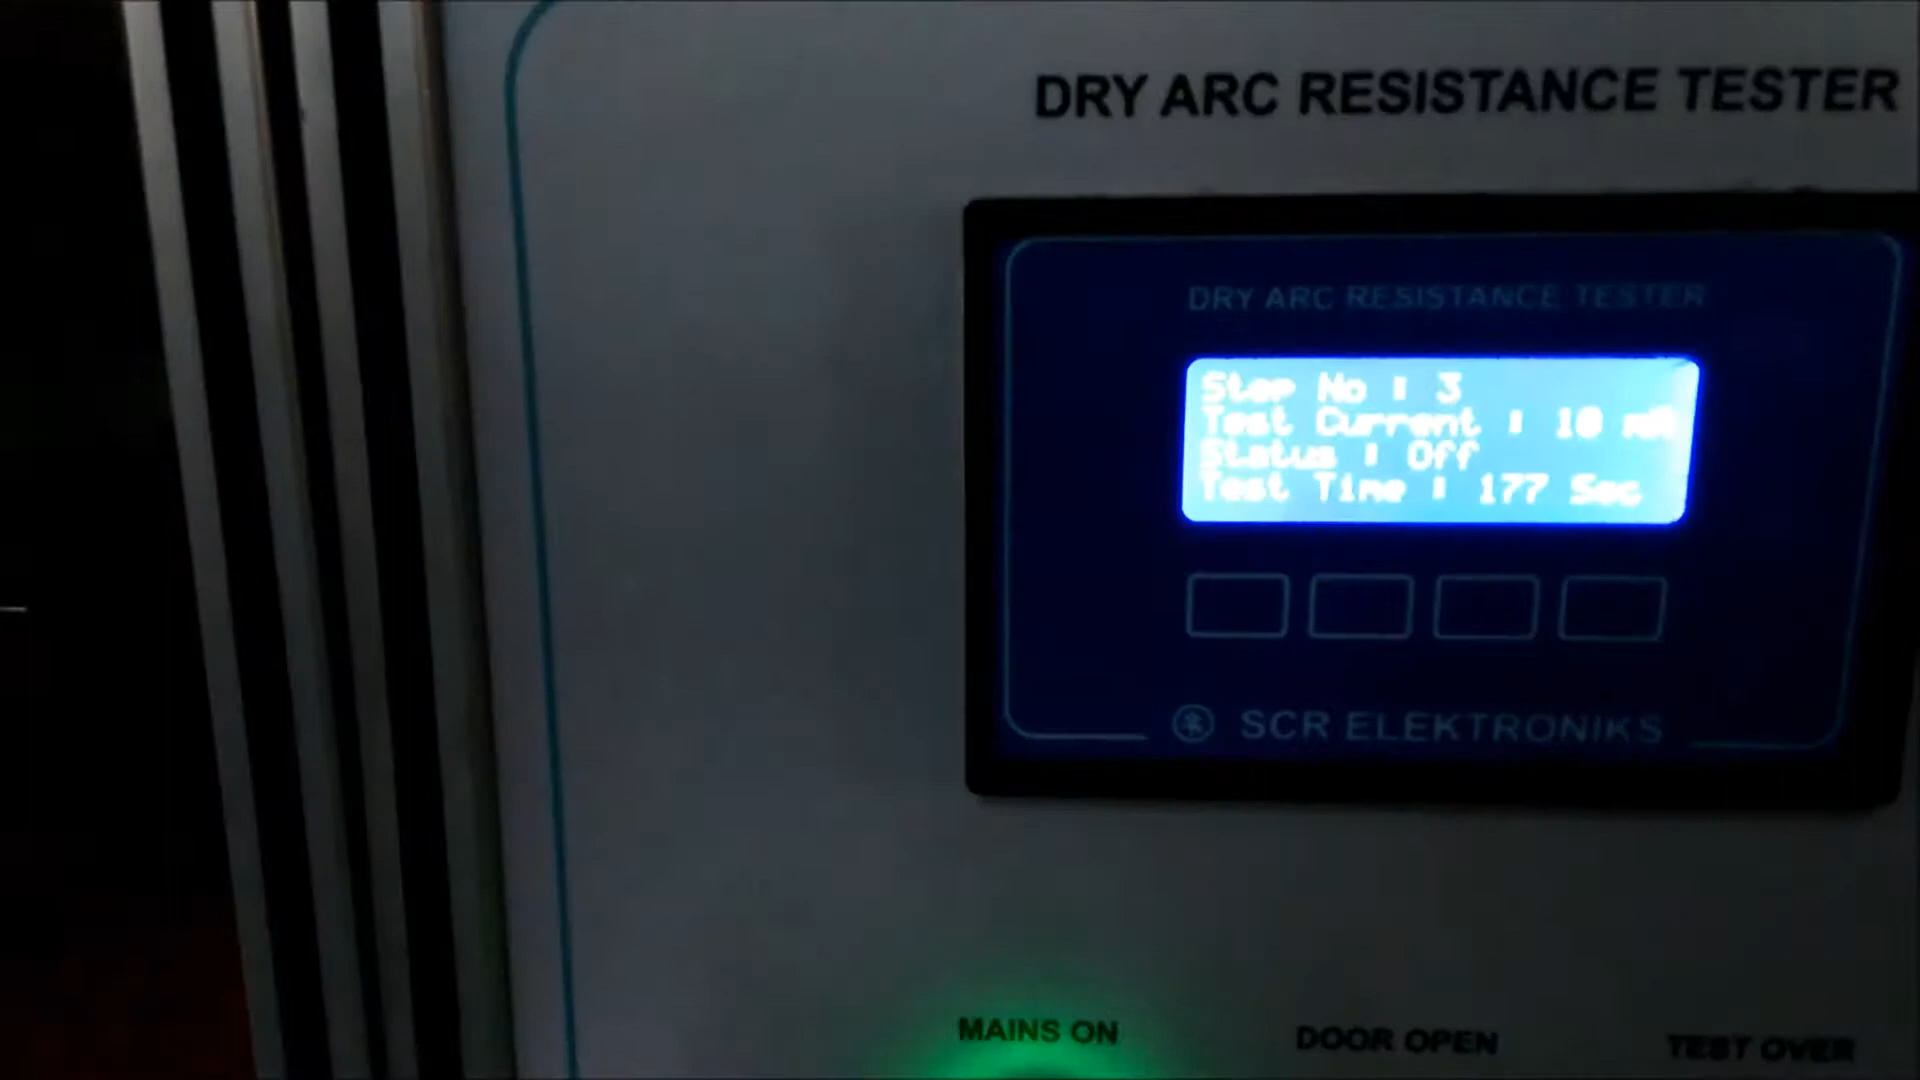 DRY ARC RESISTANCE TESTER
DRY ARC RESISTANCE TESTER
Step No : 3
Test Current : 10 mA
Status : Off
Test Time : 177 Sec
SCR ELEKTRONIKS
MAINS ON
DOOR OPEN
TEST OVER